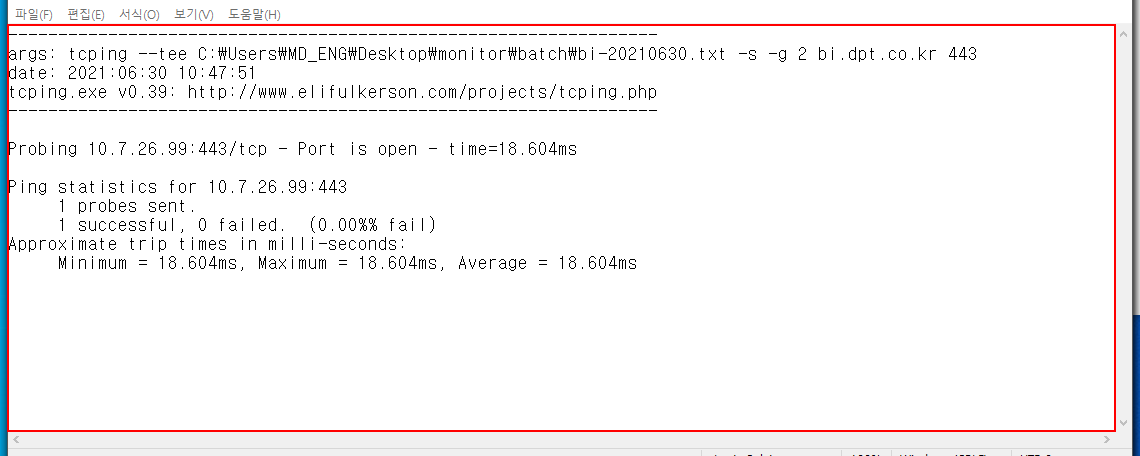 파일(F) 편집(E) 서식(O) 보기(V) 도움말(H)
-----------------------------------------------------------------
args: tcping --tee C:\Users\MD_ENG\Desktop\monitor\batch\bi-20210630.txt -s -g 2 bi.dpt.co.kr 443
date: 2021:06:30 10:47:51
tcping.exe v0.39: http://www.elifulkerson.com/projects/tcping.php
-----------------------------------------------------------------
Probing 10.7.26.99:443/tcp - Port is open - time=18.604ms
Ping statistics for 10.7.26.99:443
1 probes sent.
1 successful, 0 failed.  (0.00%% fail)
Approximate trip times in milli-seconds:
Minimum = 18.604ms, Maximum = 18.604ms, Average = 18.604ms